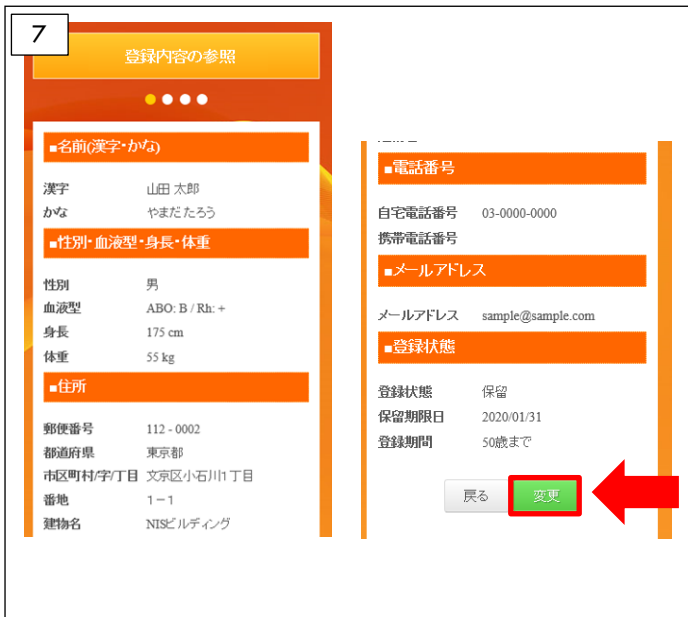 7
登録内容の参照
■名前(漢字・かな)
漢字 山田 太郎
かな やまだ たろう
■性別・血液型・身長・体重
性別 男
血液型 ABO: B / Rh: +
身長 175 cm
体重 55 kg
■住所
郵便番号 112 - 0002
都道府県 東京都
市区町村/字/丁目 文京区小石川1丁目
番地 1－1
建物名 NISビルディング
■電話番号
自宅電話番号 03-0000-0000
携帯電話番号
■メールアドレス
メールアドレス sample@sample.com
■登録状態
登録状態 保留
保留期限日 2020/01/31
登録期間 50歳まで
戻る 変更